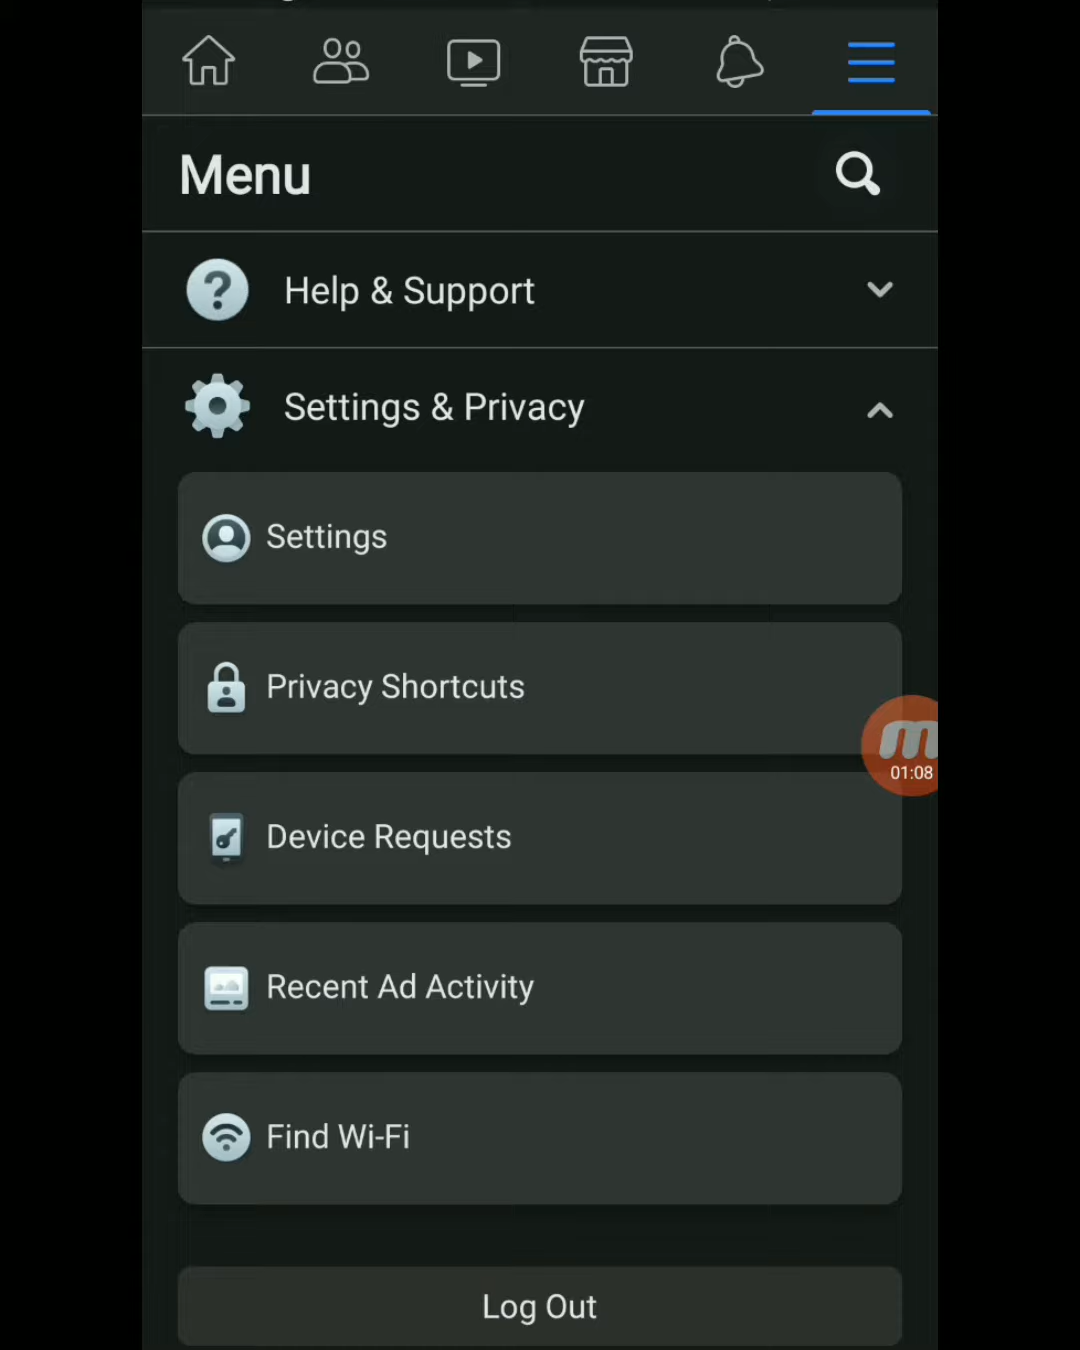 Menu
Help & Support
Settings & Privacy
Settings
Privacy Shortcuts
01:08
Device Requests
Recent Ad Activity
Find Wi-Fi
Log Out